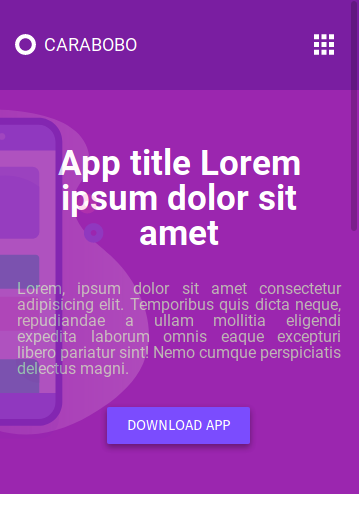 CARABOBO
App title Lorem
ipsum dolor sit
amet
Lorem, ipsum dolor sit amet consectetur
adipisicing elit. Temporibus quis dicta neque,
repudiandae a ullam mollitia eligendi
expedita laborum omnis eaque excepturi
libero pariatur sint! Nemo cumque perspiciatis
delectus magni.
DOWNLOAD APP